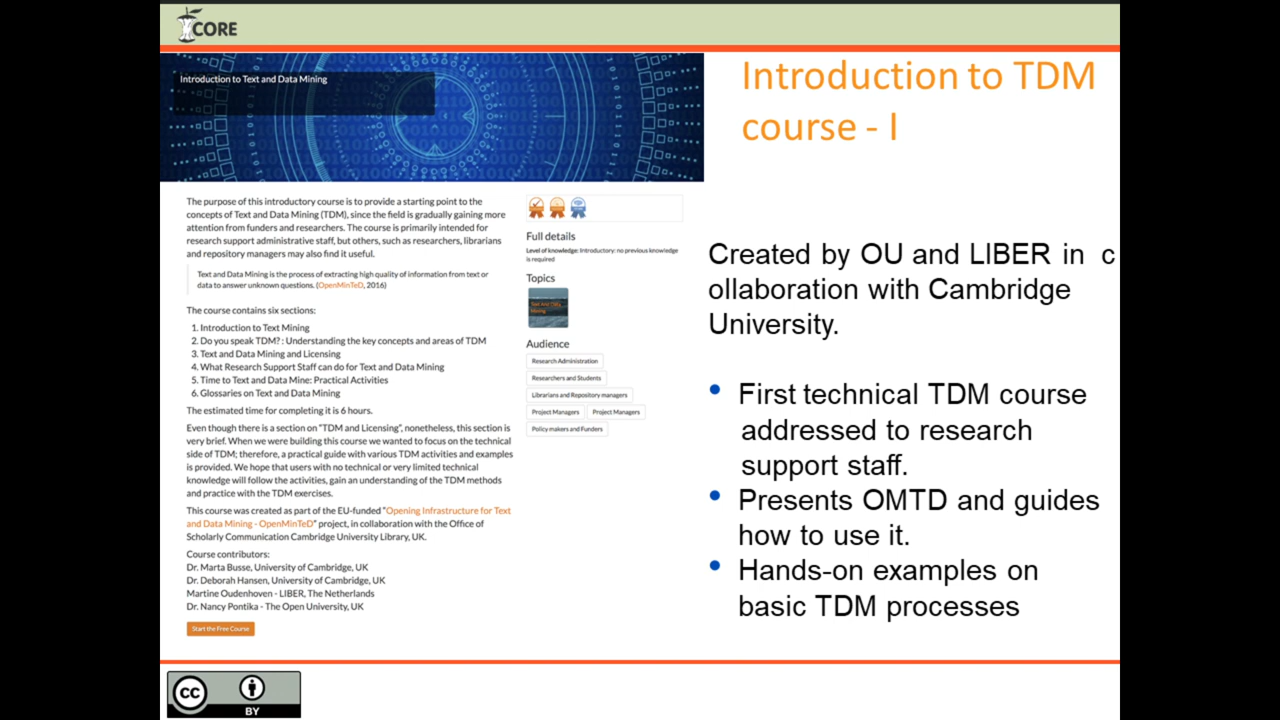 CORE
Introduction to Text and Data Mining
Introduction to TDM
course - I
The purpose of this introductory course is to provide a starting point to the
concepts of Text and Data Mining (TDM), since the field is gradually gaining more
attention from funders and researchers. The course is primarily intended for
research support administrative staff, but others, such as researchers, librarians
and repository managers may also find it useful.
Text and Data Mining is the process of extracting high quality of information from text or
data to answer unknown questions. (OpenMinTeD, 2016)
The course contains six sections:
1. Introduction to Text Mining
2. Do you speak TDM? : Understanding the key concepts and areas of TDM
3. Text and Data Mining and Licensing
4. What Research Support Staff can do for Text and Data Mining
5. Time to Text and Data Mine: Practical Activities
6. Glossaries on Text and Data Mining
The estimated time for completing it is 6 hours.
Even though there is a section on "TDM and Licensing", nonetheless, this section is
very brief. When we were building this course we wanted to focus on the technical
side of TDM; therefore, a practical guide with various TDM activities and examples
is provided. We hope that users with no technical or very limited technical
knowledge will follow the activities, gain an understanding of the TDM methods
and practice with the TDM exercises.
This course was created as part of the EU-funded "Opening Infrastructure for Text
and Data Mining - OpenMinTeD" project, in collaboration with the Office of
Scholarly Communication Cambridge University Library, UK.
Course contributors:
Dr. Marta Busse, University of Cambridge, UK
Dr. Deborah Hansen, University of Cambridge, UK
Martine Oudenhoven - LIBER, The Netherlands
Dr. Nancy Pontika - The Open University, UK
Start the Free Course
Full details
Level of knowledge: Introductory: no previous knowledge
is required
Topics
Text And Data
Mining
Audience
Research Administration
Researchers and Students
Librarians and Repository managers
Project Managers Project Managers
Policy makers and Funders
Created by OU and LIBER in c
ollaboration with Cambridge
University.
• First technical TDM course
addressed to research
support staff.
• Presents OMTD and guides
how to use it.
• Hands-on examples on
basic TDM processes
cc
BY